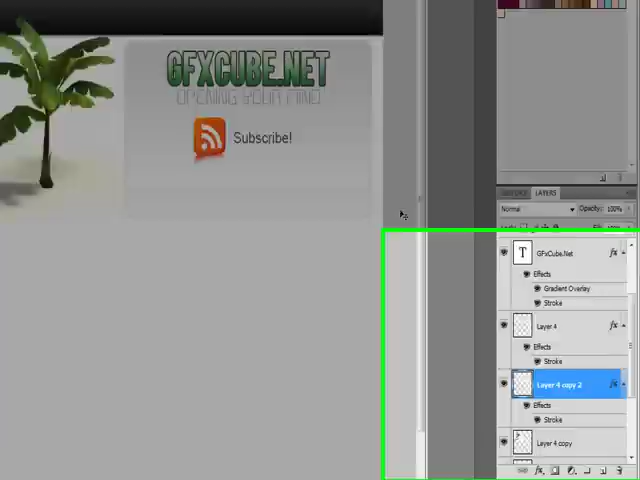 GFXCUBE.NET
OPENING YOUR MIND
Subscribe!
LAYERS
Normal
Opacity: 100%
GFxCube.Net
Effects
Gradient Overlay
Stroke
Layer 4
Effects
Stroke
Layer 4 copy 2
Effects
Stroke
Layer 4 copy